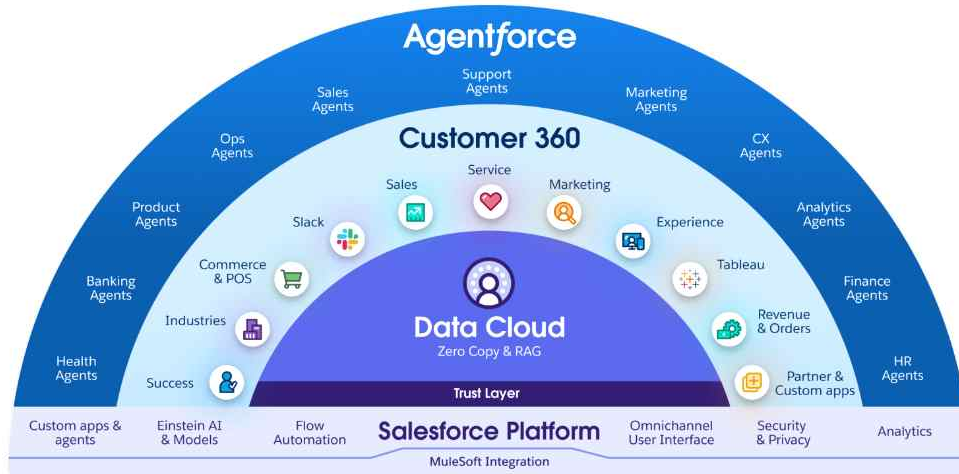 Agentforce
Support
Agents
Sales
Agents
Marketing
Agents
Ops
Agents
CX
Agents
Product
Agents
Analytics
Agents
Banking
Agents
Finance
Agents
Health
Agents
HR
Agents
Customer 360
Service
Sales
Marketing
Slack
Experience
Commerce
& POS
Tableau
Industries
Revenue
& Orders
Success
Partner &
Custom apps
Data Cloud
Zero Copy & RAG
Trust Layer
Custom apps &
agents
Einstein AI
& Models
Flow
Automation
Salesforce Platform
Omnichannel
User Interface
Security
& Privacy
Analytics
MuleSoft Integration